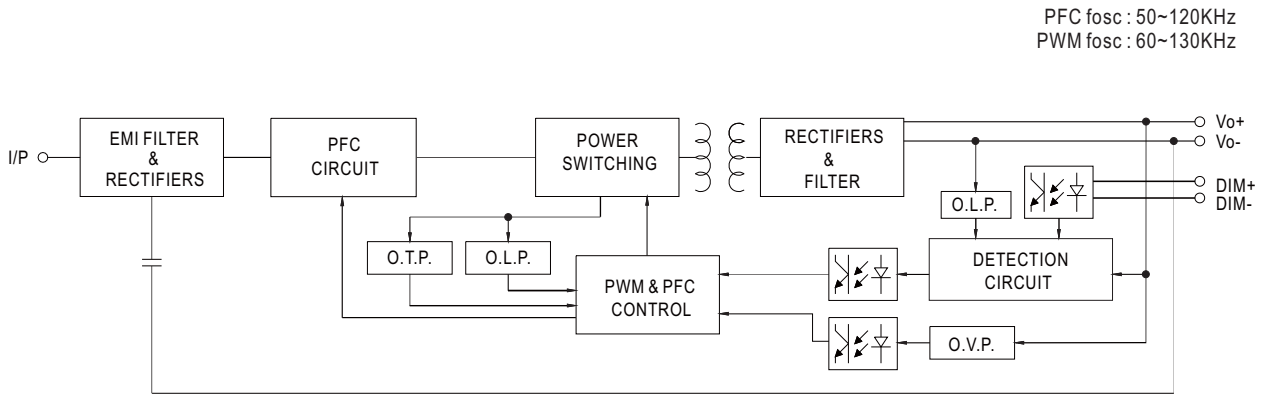 PFC fosc : 50~120KHz
PWM fosc : 60~130KHz
I/P
EMI FILTER
&
RECTIFIERS
PFC
CIRCUIT
POWER
SWITCHING
RECTIFIERS
&
FILTER
Vo+
Vo-
DIM+
DIM-
O.L.P.
O.T.P.
O.L.P.
PWM & PFC
CONTROL
DETECTION
CIRCUIT
O.V.P.